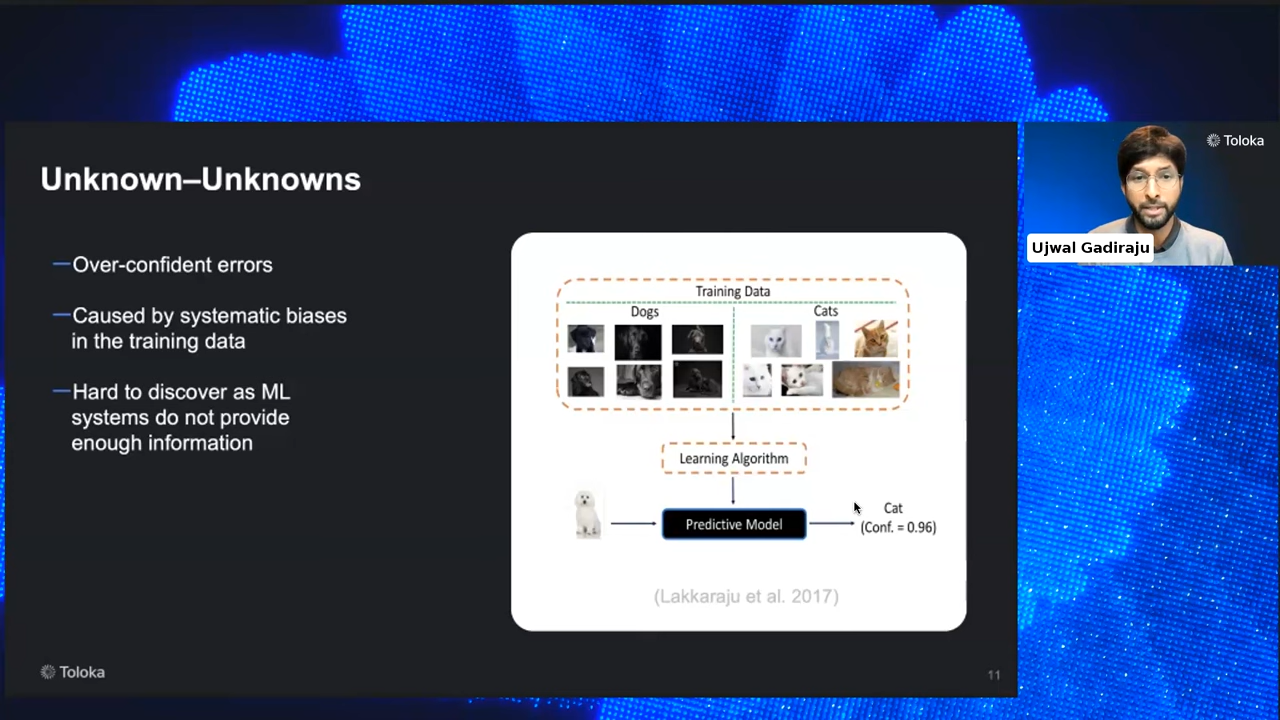 Unknown–Unknowns
—Over-confident errors
—Caused by systematic biases
in the training data
—Hard to discover as ML
systems do not provide
enough information
Training Data
Dogs
Cats
Learning Algorithm
Predictive Model
Cat
(Conf. = 0.96)
(Lakkaraju et al. 2017)
Toloka
11
Toloka
Ujwal Gadiraju